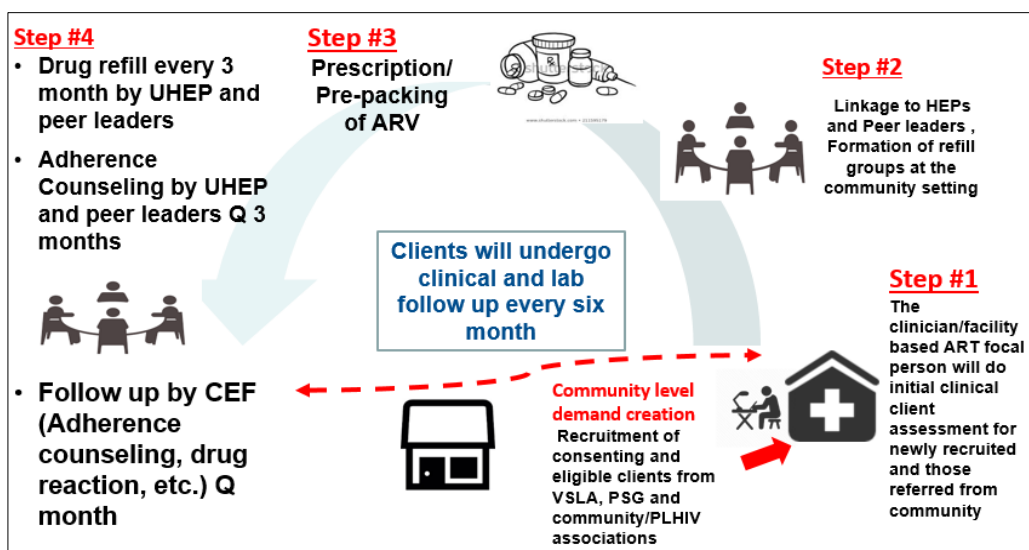 Step #4
• Drug refill every 3
month by UHEP and
peer leaders
• Adherence
Counseling by UHEP
and peer leaders Q 3
months
• Follow up by CEF
(Adherence
counseling, drug
reaction, etc.) Q
month
Step #3
Prescription/
Pre-packing
of ARV
www.shutterstock.com •
Step #2
Linkage to HEPs
and Peer leaders ,
Formation of refill
groups at the
community setting
Clients will undergo
clinical and lab
follow up every six
month
Step #1
The
clinician/facility
based ART focal
person will do
initial clinical
client
assessment for
newly recruited
and those
referred from
community
Community level
demand creation
Recruitment of
consenting and
eligible clients from
VSLA, PSG and
community/PLHIV
associations